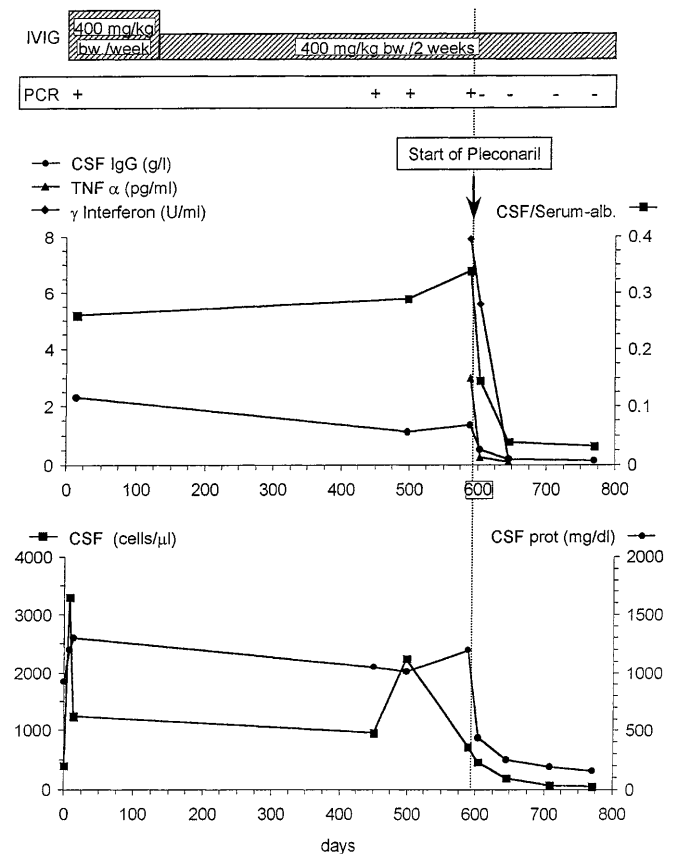 IVIG
400 mg/kg
bw./week
400 mg/kg bw./2 weeks
PCR + + + + - - - -
Start of Pleconaril
CSF IgG (g/l)
TNF α (pg/ml)
γ Interferon (U/ml)
CSF/Serum-alb.
8
6
4
2
0
0.4
0.3
0.2
0.1
0
0 100 200 300 400 500 600 700 800
CSF (cells/μl)
CSF prot (mg/dl)
4000
3000
2000
1000
0
2000
1500
1000
500
0
0 100 200 300 400 500 600 700 800
days